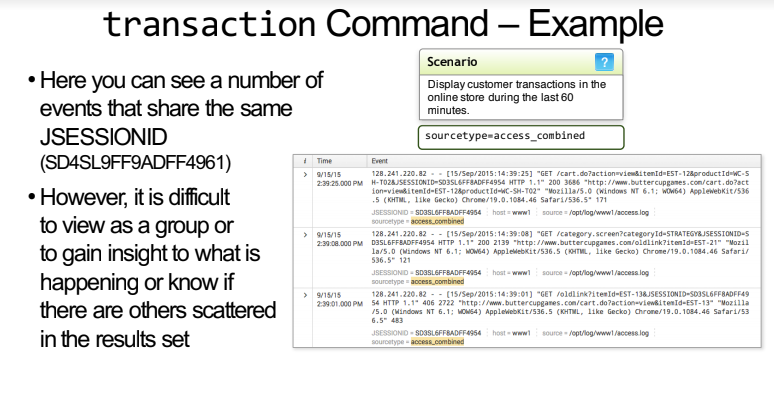 transaction Command – Example
• Here you can see a number of
events that share the same
JSESSIONID
(SD4SL9FF9ADFF4961)
• However, it is difficult
to view as a group or
to gain insight to what is
happening or know if
there are others scattered
in the results set
Scenario
?
Display customer transactions in the
online store during the last 60
minutes.
sourcetype=access_combined
i Time Event
> 9/15/15 128.241.220.82 - - [15/Sep/2015:14:39:25] "GET /cart.do?action=view&itemId=EST-12&productId=WC-S
2:39:25.000 PM H-T02&JSESSIONID=SD3SL6FF8ADFF4954 HTTP 1.1" 200 3686 "http://www.buttercupgames.com/cart.do?act
ion=view&itemId=EST-12&productId=WC-SH-T02" "Mozilla/5.0 (Windows NT 6.1; WOW64) AppleWebKit/536
.5 (KHTML, like Gecko) Chrome/19.0.1084.46 Safari/536.5" 171
JSESSIONID = SD3SL6FF8ADFF4954 host = www1 source = /opt/log/www1/access.log
sourcetype = access_combined
> 9/15/15 128.241.220.82 - - [15/Sep/2015:14:39:08] "GET /category.screen?categoryId=STRATEGY&JSESSIONID=S
2:39:08.000 PM D3SL6FF8ADFF4954 HTTP 1.1" 200 2139 "http://www.buttercupgames.com/oldlink?itemId=EST-21" "Mozil
la/5.0 (Windows NT 6.1; WOW64) AppleWebKit/536.5 (KHTML, like Gecko) Chrome/19.0.1084.46 Safari/
536.5" 121
JSESSIONID = SD3SL6FF8ADFF4954 host = www1 source = /opt/log/www1/access.log
sourcetype = access_combined
> 9/15/15 128.241.220.82 - - [15/Sep/2015:14:39:01] "GET /oldlink?itemId=EST-13&JSESSIONID=SD3SL6FF8ADFF49
2:39:01.000 PM 54 HTTP 1.1" 406 2722 "http://www.buttercupgames.com/cart.do?action=view&itemId=EST-13" "Mozilla
/5.0 (Windows NT 6.1; WOW64) AppleWebKit/536.5 (KHTML, like Gecko) Chrome/19.0.1084.46 Safari/53
6.5" 483
JSESSIONID = SD3SL6FF8ADFF4954 host = www1 source = /opt/log/www1/access.log
sourcetype = access_combined